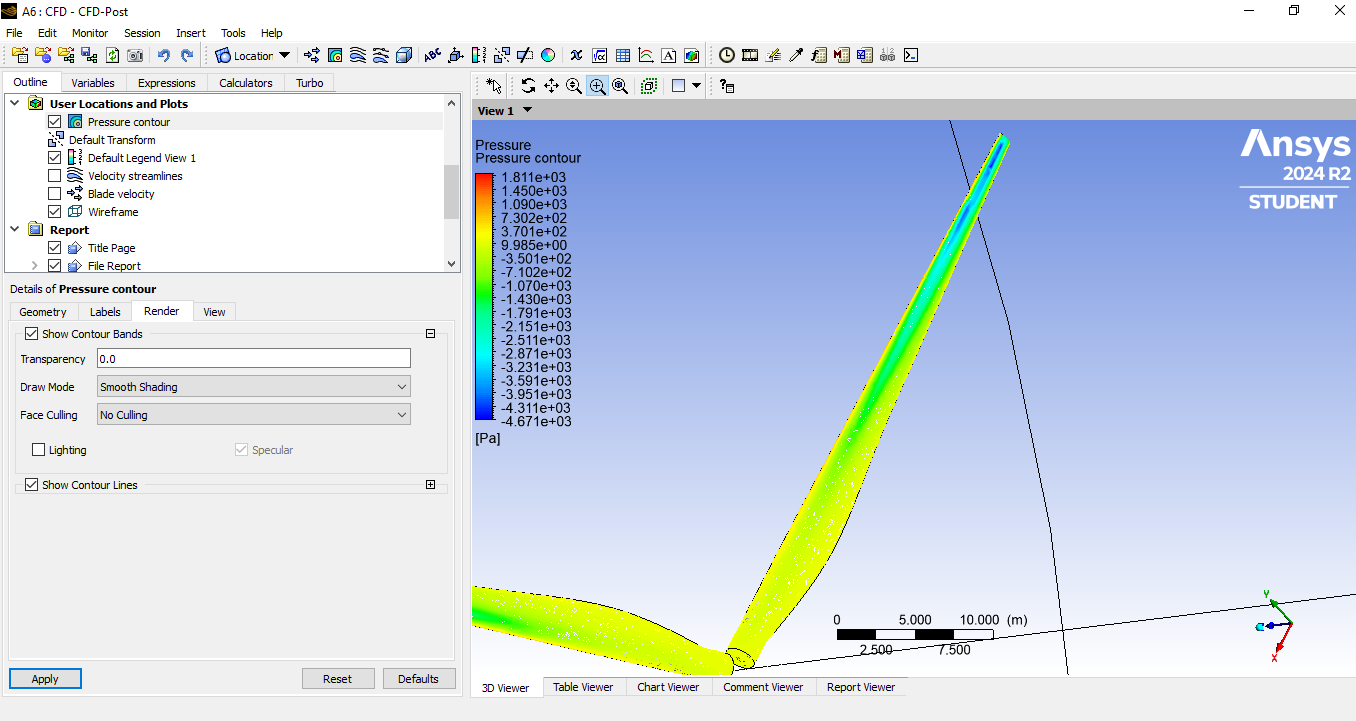 A6 : CFD - CFD-Post
File Edit Monitor Session Insert Tools Help
Location
Outline Variables Expressions Calculators Turbo
User Locations and Plots
Pressure contour
Default Transform
Default Legend View 1
Velocity streamlines
Blade velocity
Wireframe
Report
Title Page
File Report
Details of Pressure contour
Geometry Labels Render View
Show Contour Bands
Transparency 0.0
Draw Mode Smooth Shading
Face Culling No Culling
Lighting Specular
Show Contour Lines
Apply Reset Defaults
View 1
Pressure
Pressure contour
1.811e+03
1.450e+03
1.090e+03
7.302e+02
3.701e+02
9.985e+00
-3.501e+02
-7.102e+02
-1.070e+03
-1.430e+03
-1.791e+03
-2.151e+03
-2.511e+03
-2.871e+03
-3.231e+03
-3.591e+03
-3.951e+03
-4.311e+03
-4.671e+03
[Pa]
Ansys
2024 R2
STUDENT
0 5.000 10.000 (m)
2.500 7.500
Y
Z
X
3D Viewer Table Viewer Chart Viewer Comment Viewer Report Viewer